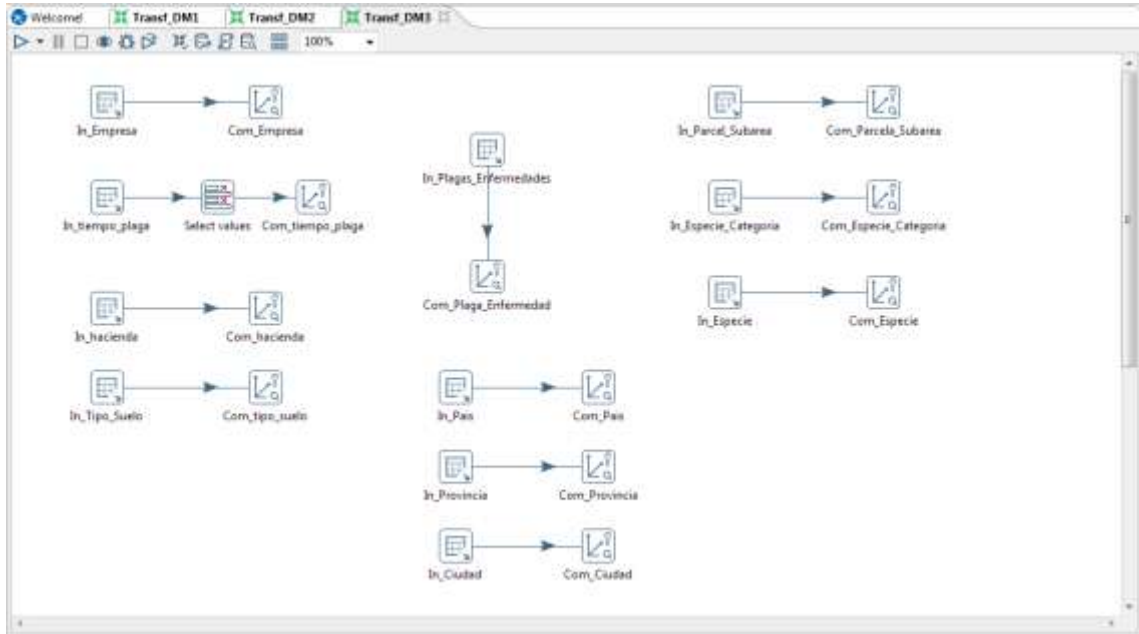 Welcome! Transf_DM1 Transf_DM2 Transf_DM3
100%
In_Empresa Com_Empresa
In_Parcel_Subarea Com_Parcela_Subarea
In_Plagas_Enfermedades
In_tiempo_plaga Select values Com_tiempo_plaga
In_Especie_Categoria Com_Especie_Categoria
Com_Plaga_Enfermedad
In_Especie Com_Especie
In_hacienda Com_hacienda
In_Tipo_Suelo Com_tipo_suelo
In_Pais Com_Pais
In_Provincia Com_Provincia
In_Ciudad Com_Ciudad